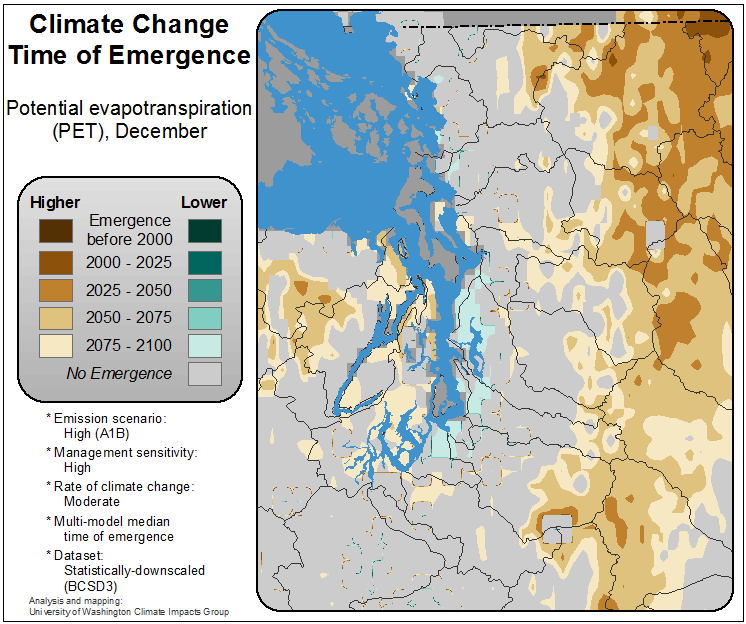 Climate Change
Time of Emergence
Potential evapotranspiration
(PET), December
Higher
Lower
Emergence
before 2000
2000 - 2025
2025 - 2050
2050 - 2075
2075 - 2100
No Emergence
* Emission scenario:
High (A1B)
* Management sensitivity:
High
* Rate of climate change:
Moderate
* Multi-model median
time of emergence
* Dataset:
Statistically-downscaled
(BCSD3)
Analysis and mapping:
University of Washington Climate Impacts Group